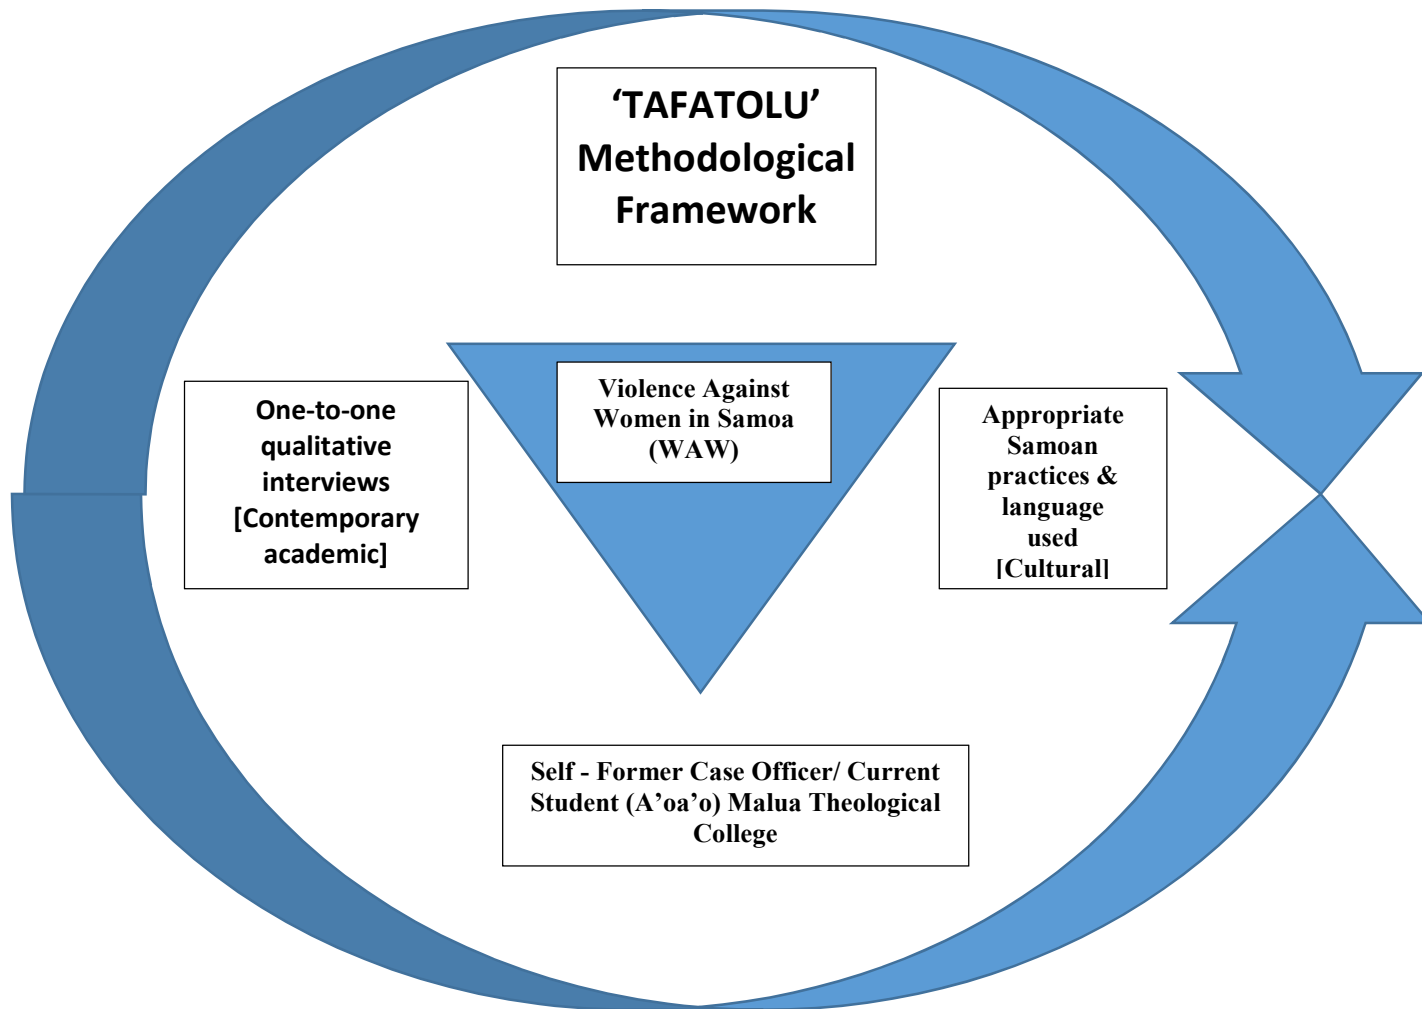 ‘TAFATOLU’
Methodological
Framework
Violence Against
Women in Samoa
(WAW)
One-to-one
qualitative
interviews
[Contemporary
academic]
Appropriate
Samoan
practices &
language
used
[Cultural]
Self - Former Case Officer/ Current
Student (A’oa’o) Malua Theological
College